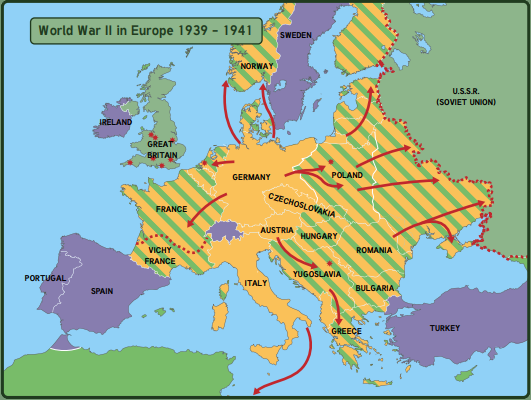 World War II in Europe 1939 - 1941
SWEDEN
NORWAY
U.S.S.R.
(SOVIET UNION)
IRELAND
GREAT
BRITAIN
GERMANY
POLAND
CZECHOSLOVAKIA
FRANCE
AUSTRIA
HUNGARY
VICHY
FRANCE
ROMANIA
YUGOSLAVIA
PORTUGAL
SPAIN
ITALY
BULGARIA
GREECE
TURKEY